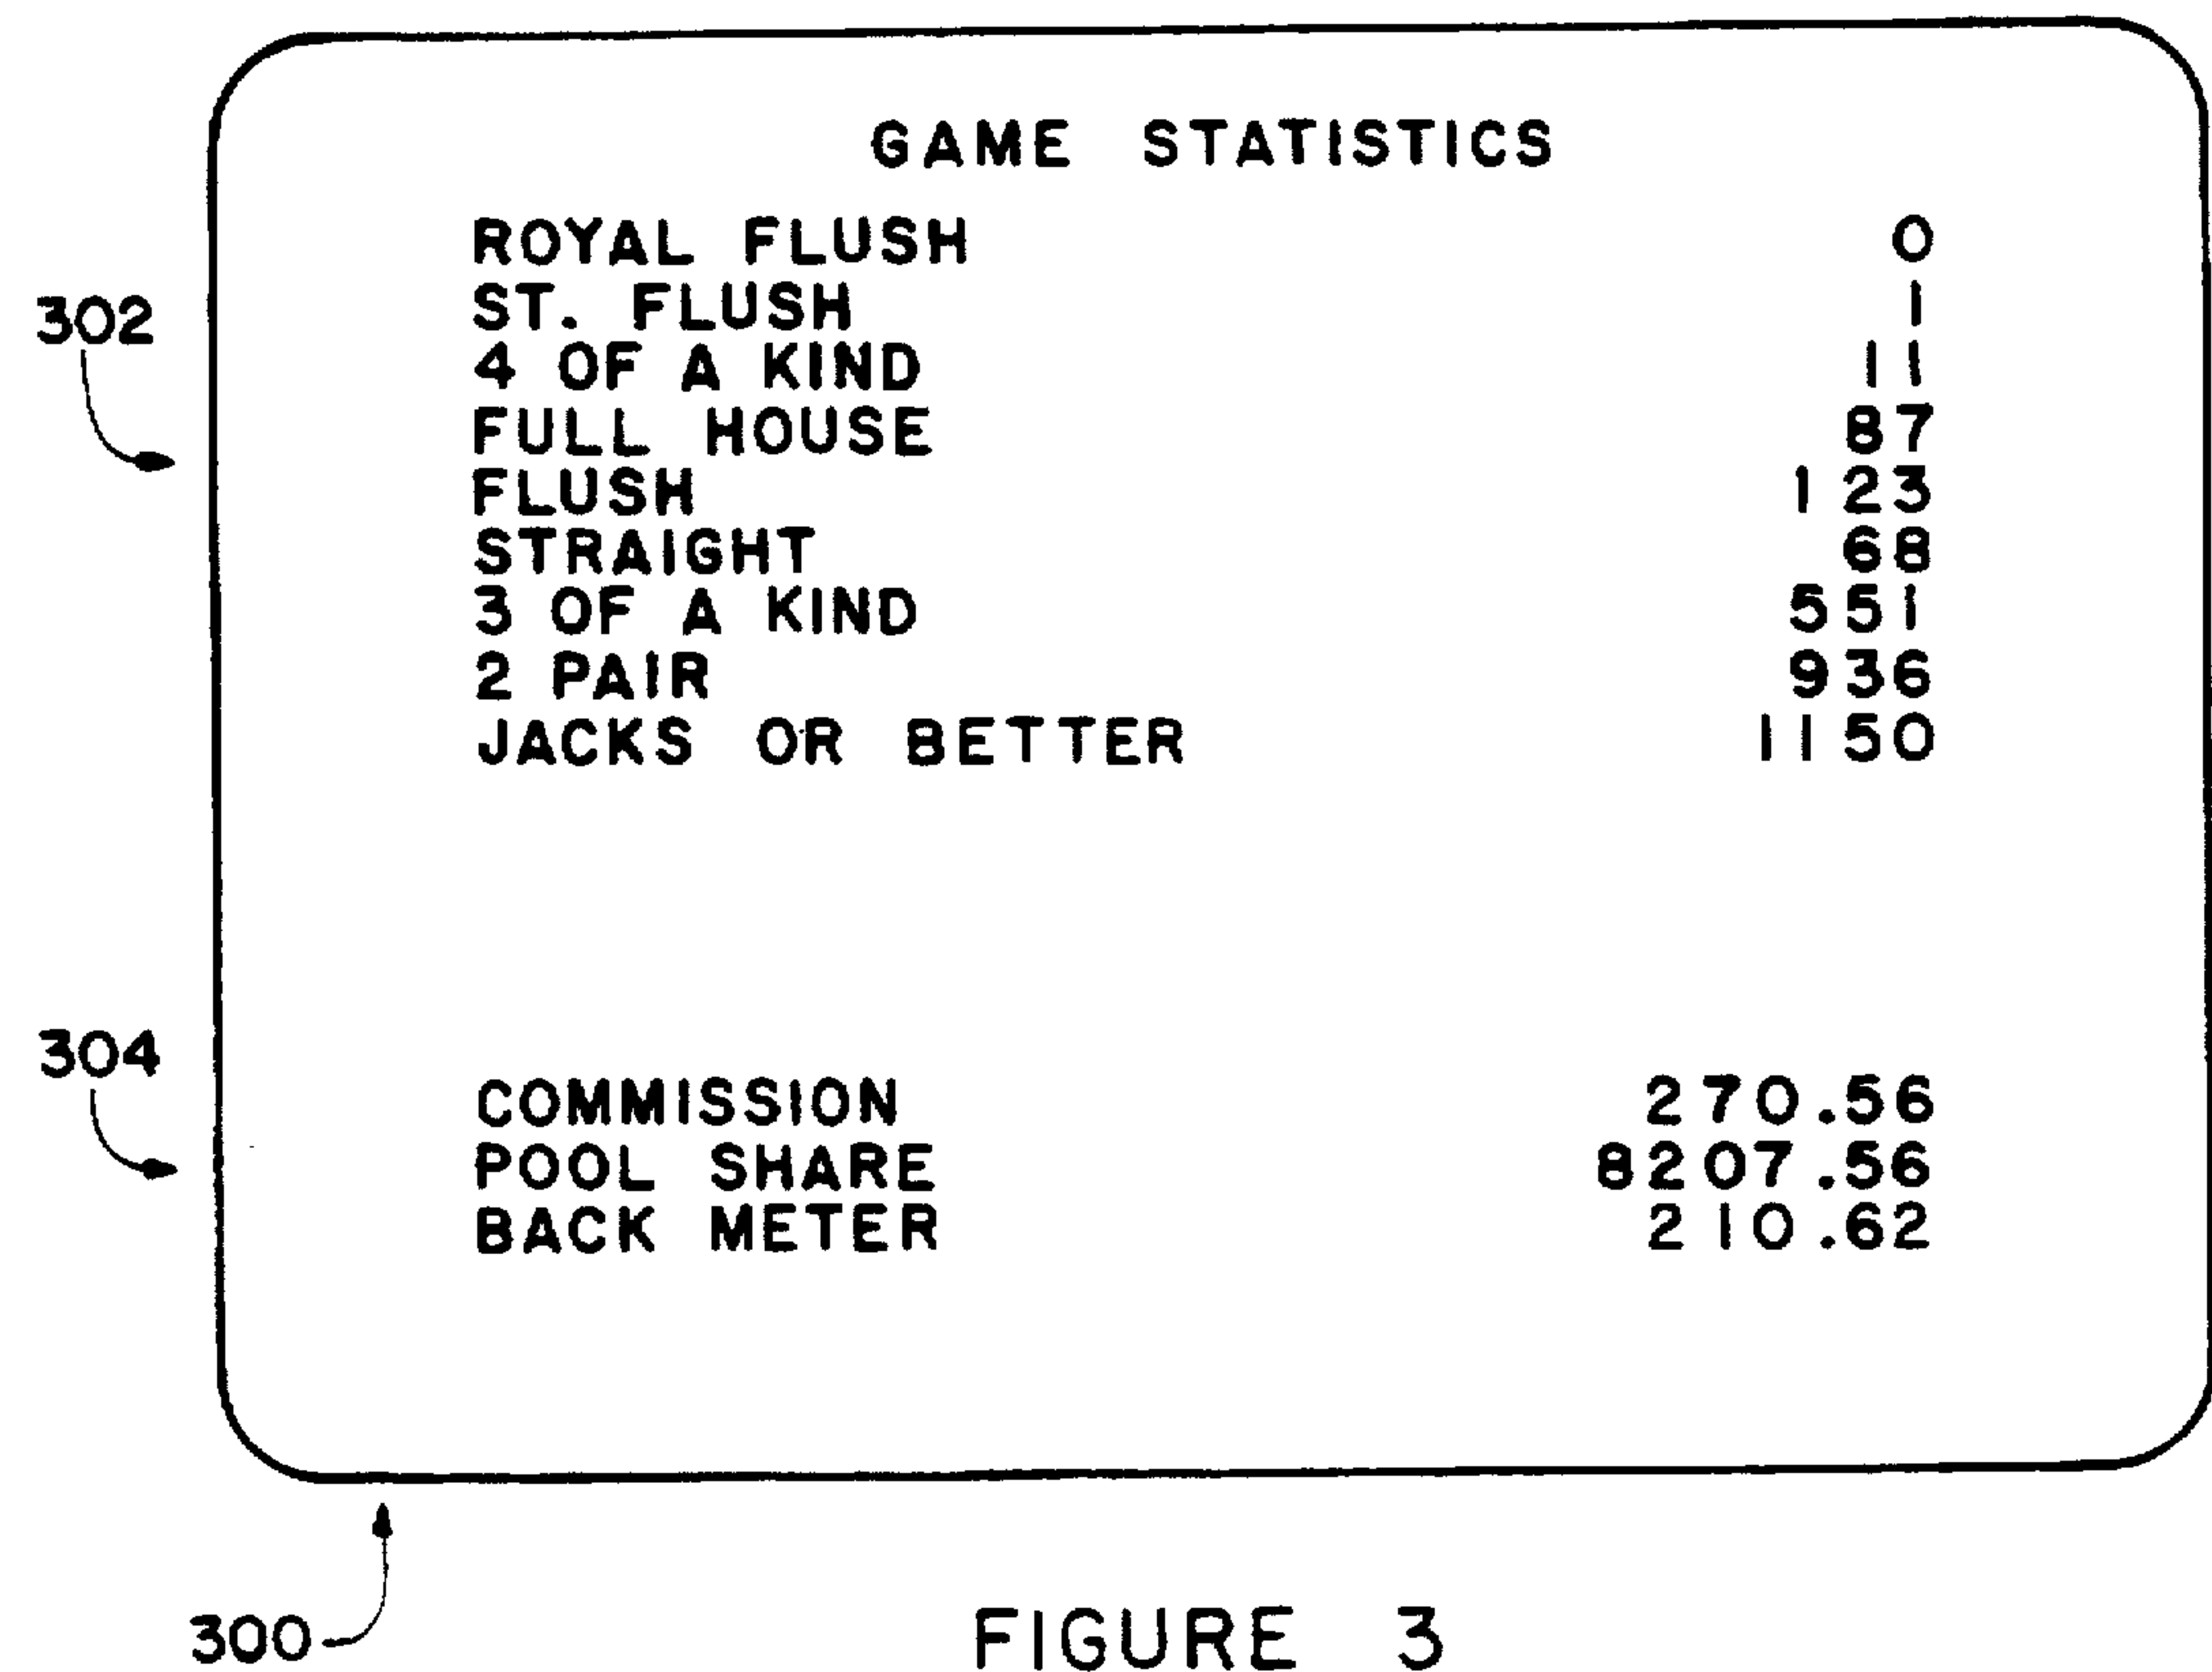 GAME STATISTICS
ROYAL FLUSH 0
302
ST. FLUSH 1
4 OF A KIND 11
FULL HOUSE 87
FLUSH 123
STRAIGHT 68
3 OF A KIND 551
2 PAIR 936
JACKS OR BETTER 1150
304
COMMISSION 270.56
POOL SHARE 8207.56
BACK METER 210.62
300
FIGURE 3